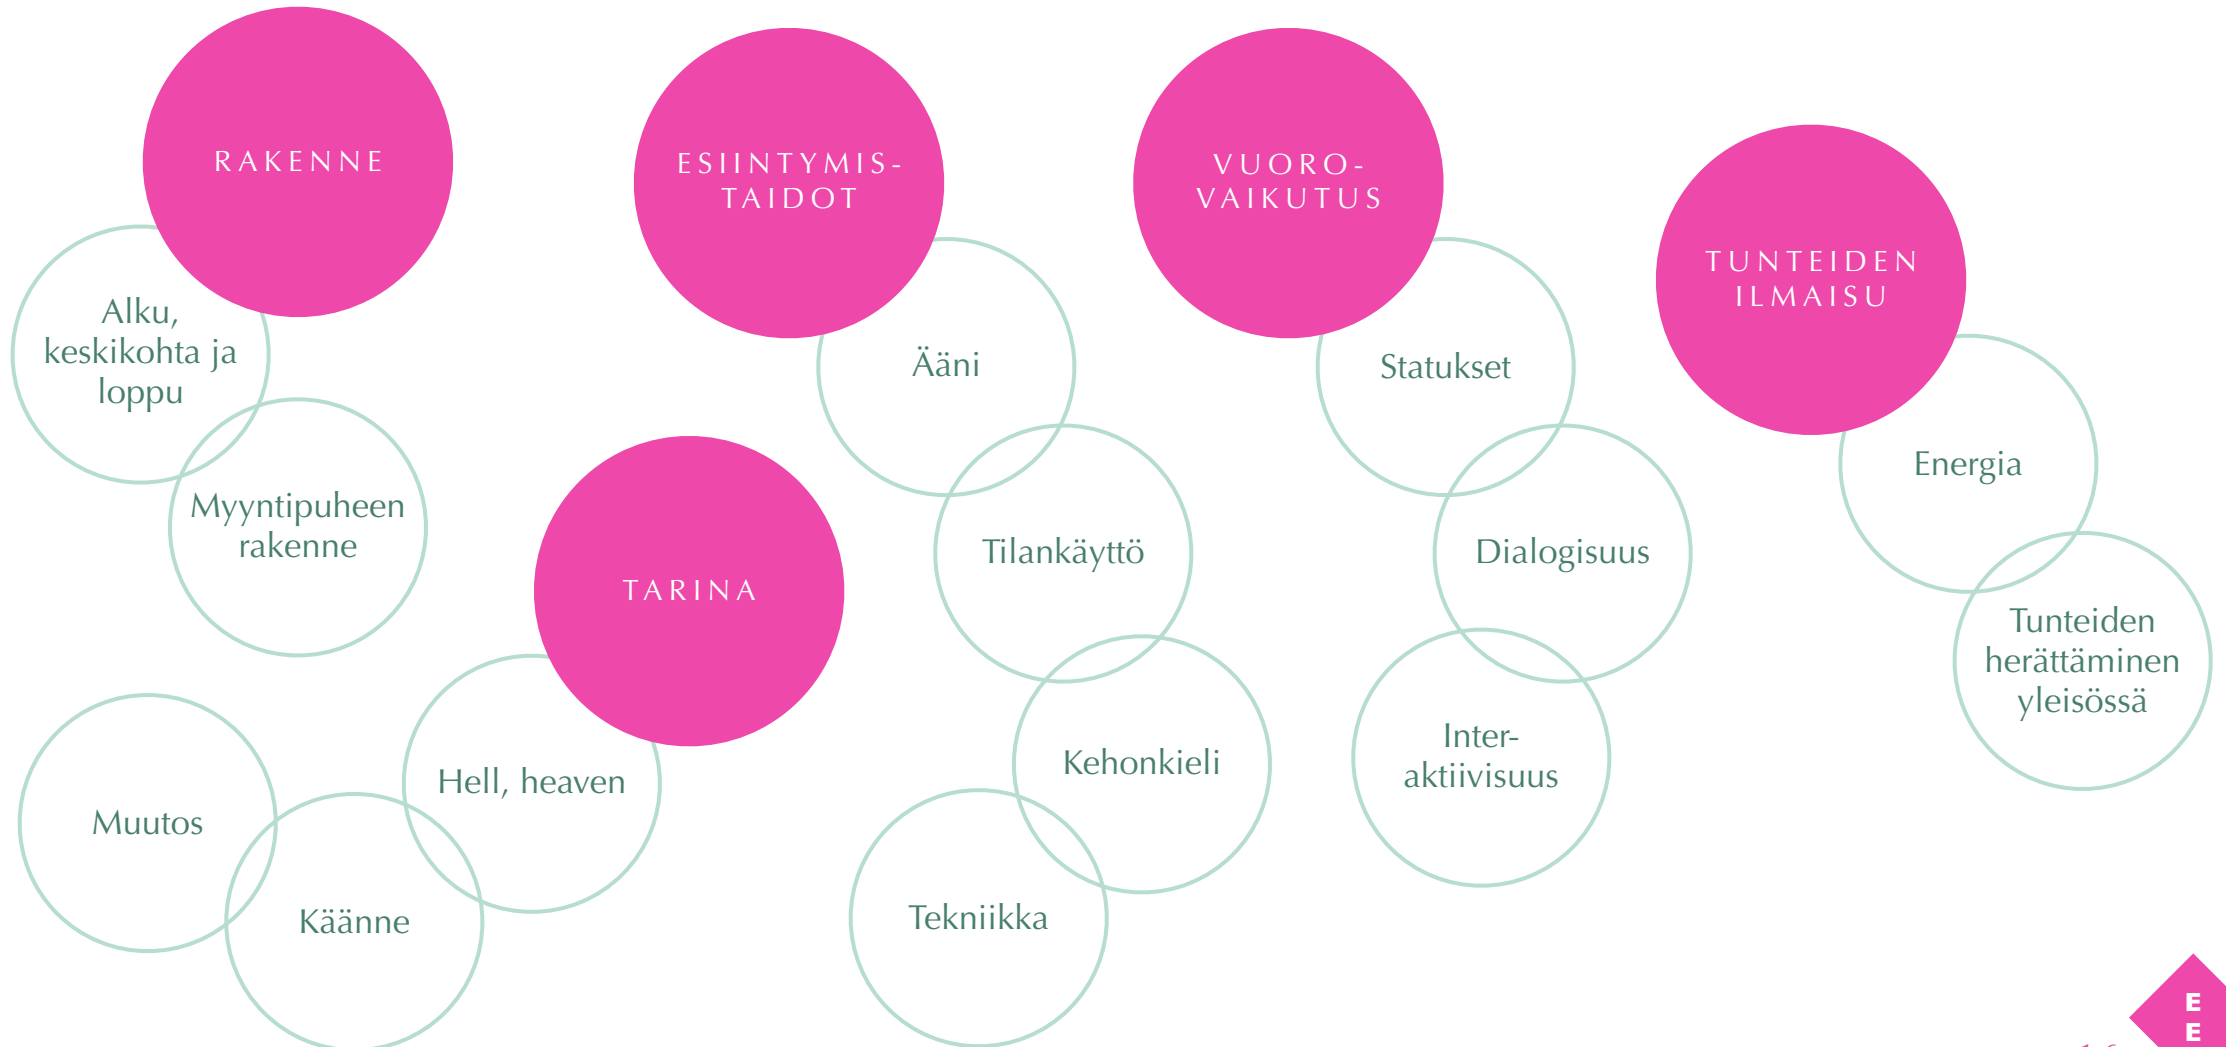 RAKENNE
Alku,
keskikohta ja
loppu
Myyntipuheen
rakenne
TARINA
Hell, heaven
Käänne
Muutos
ESIINTYMIS-
TAIDOT
Ääni
Tilankäyttö
Kehonkieli
Tekniikka
VUORO-
VAIKUTUS
Statukset
Dialogisuus
Inter-
aktiivisuus
TUNTEIDEN
ILMAISU
Energia
Tunteiden
herättäminen
yleisössä
E
E